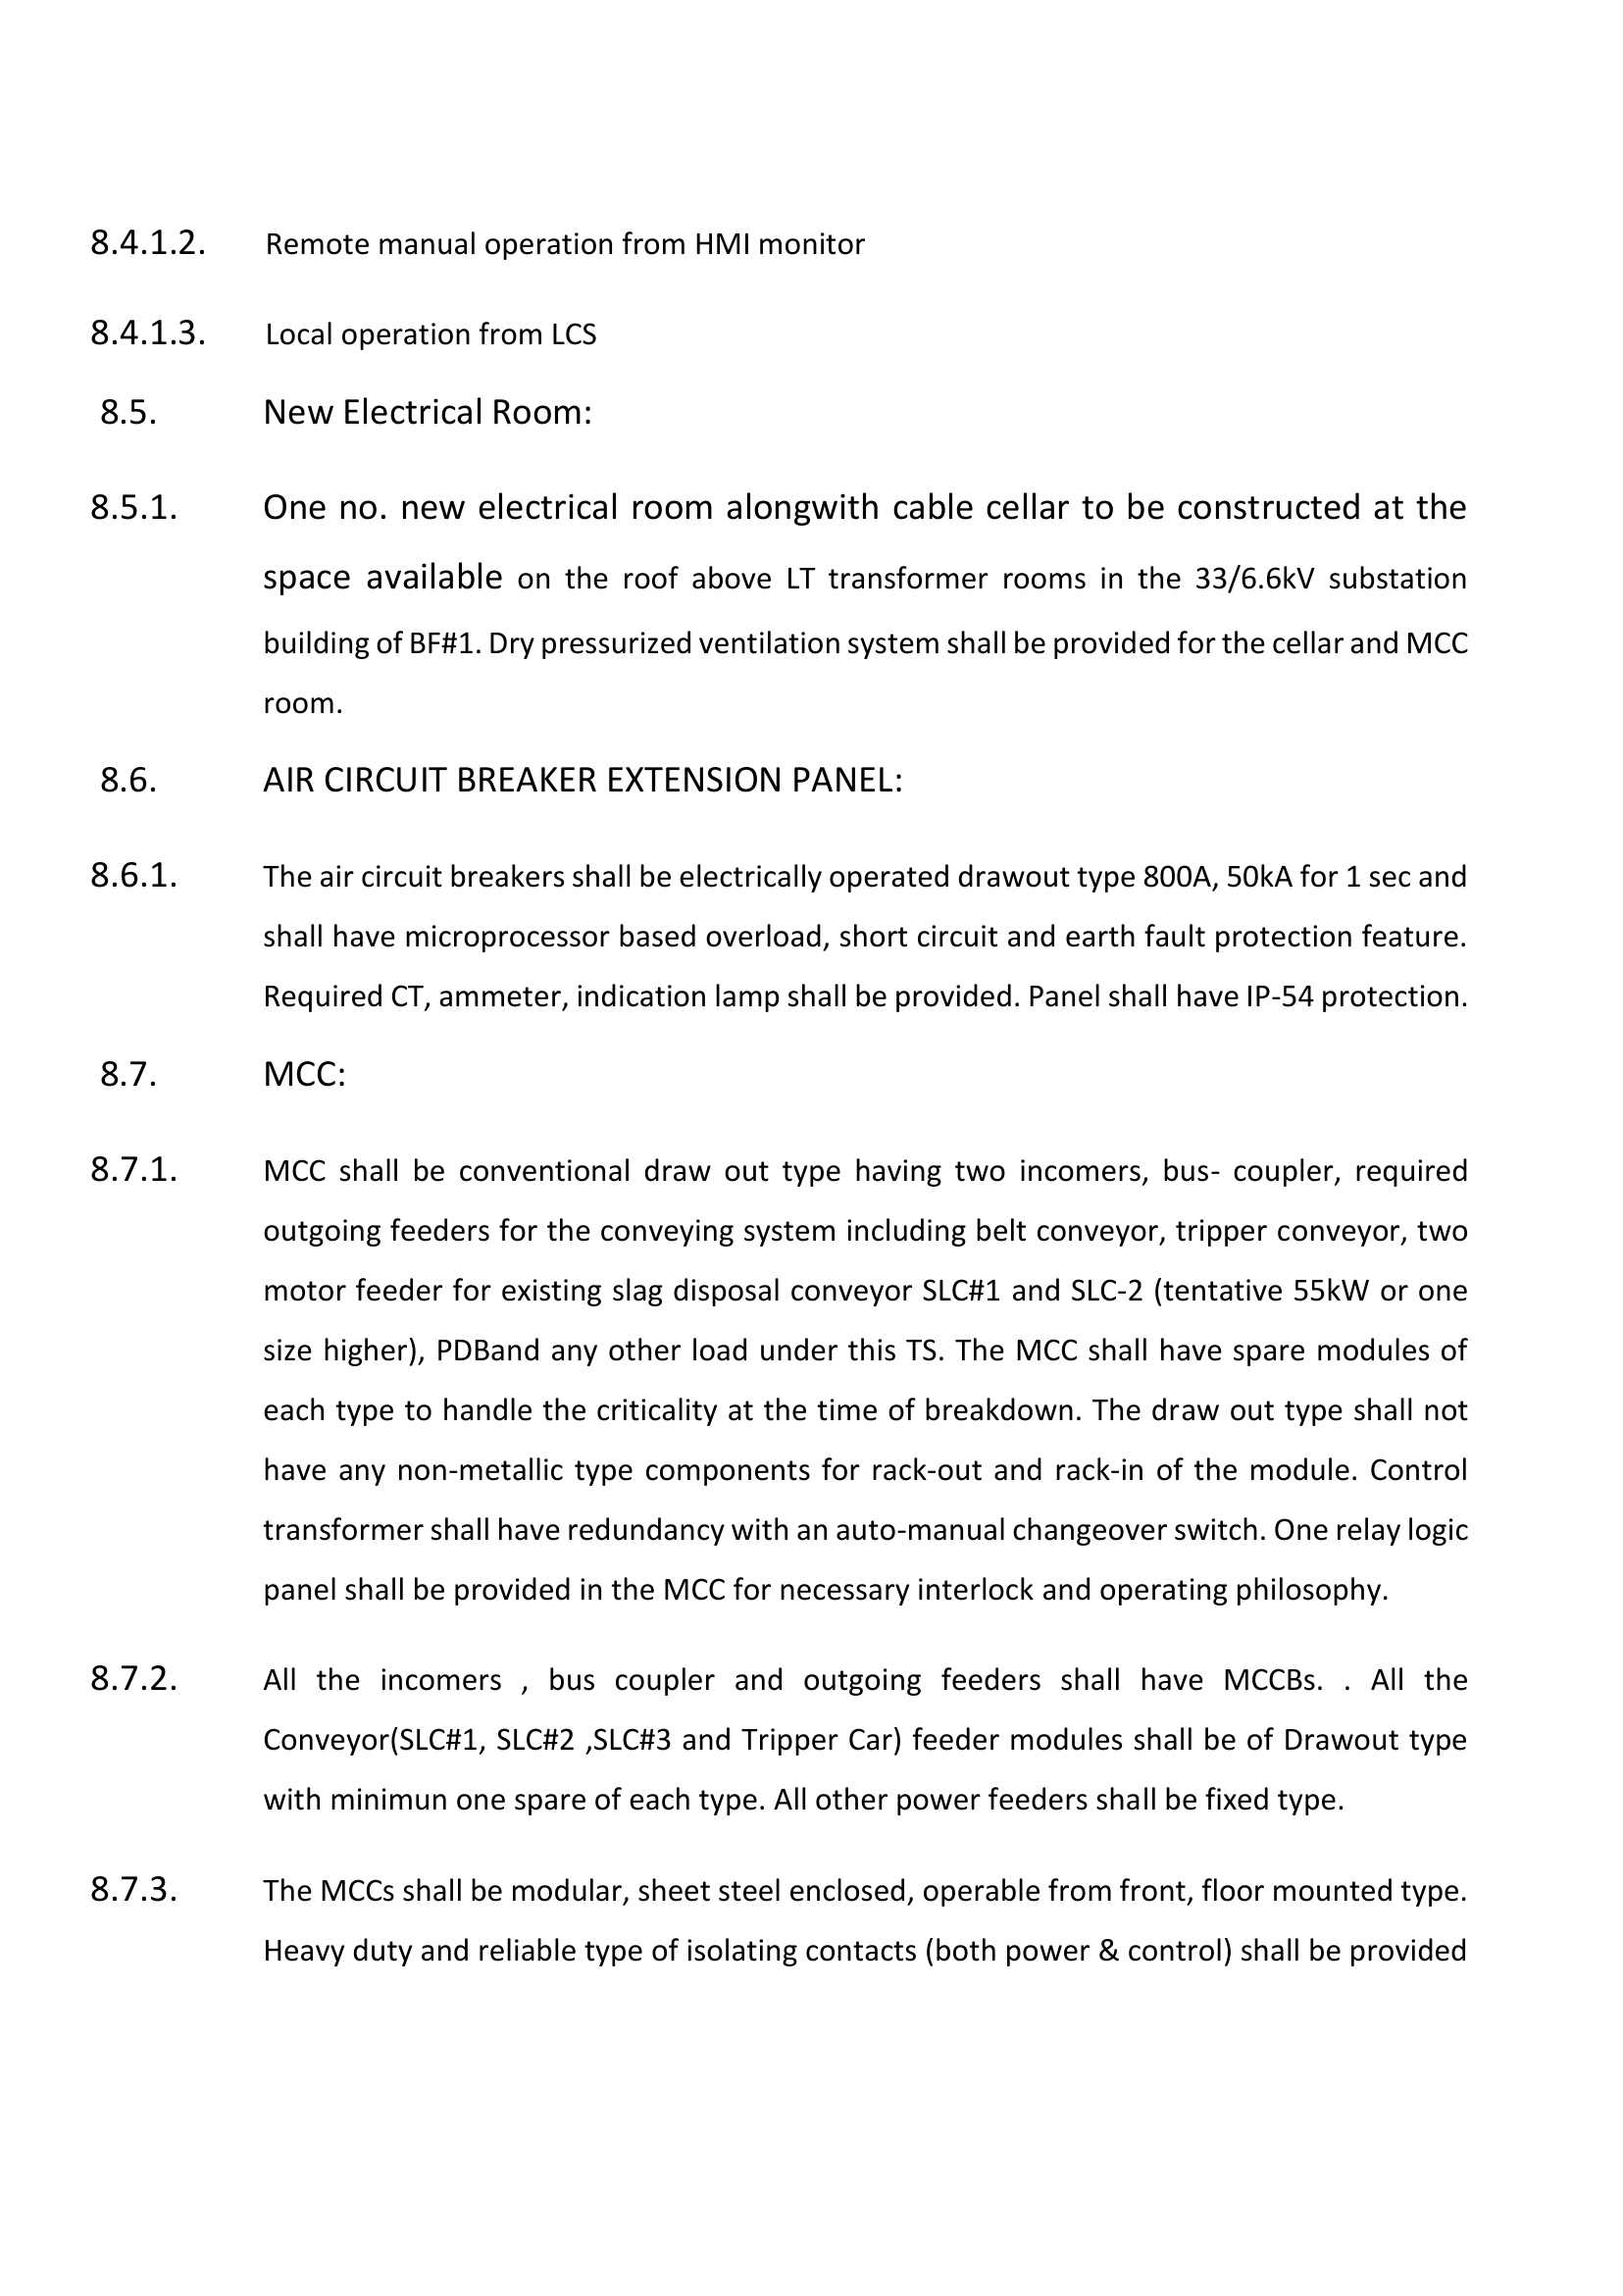 8.4.1.2. Remote manual operation from HMI monitor
8.4.1.3. Local operation from LCS
8.5. New Electrical Room:
8.5.1. One no. new electrical room alongwith cable cellar to be constructed at the
space available on the roof above LT transformer rooms in the 33/6.6kV substation
building of BF#1. Dry pressurized ventilation system shall be provided for the cellar and MCC
room.
8.6. AIR CIRCUIT BREAKER EXTENSION PANEL:
8.6.1. The air circuit breakers shall be electrically operated drawout type 800A, 50kA for 1 sec and
shall have microprocessor based overload, short circuit and earth fault protection feature.
Required CT, ammeter, indication lamp shall be provided. Panel shall have IP-54 protection.
8.7. MCC:
8.7.1. MCC shall be conventional draw out type having two incomers, bus- coupler, required
outgoing feeders for the conveying system including belt conveyor, tripper conveyor, two
motor feeder for existing slag disposal conveyor SLC#1 and SLC-2 (tentative 55kW or one
size higher), PDBand any other load under this TS. The MCC shall have spare modules of
each type to handle the criticality at the time of breakdown. The draw out type shall not
have any non-metallic type components for rack-out and rack-in of the module. Control
transformer shall have redundancy with an auto-manual changeover switch. One relay logic
panel shall be provided in the MCC for necessary interlock and operating philosophy.
8.7.2. All the incomers , bus coupler and outgoing feeders shall have MCCBs. . All the
Conveyor(SLC#1, SLC#2 ,SLC#3 and Tripper Car) feeder modules shall be of Drawout type
with minimun one spare of each type. All other power feeders shall be fixed type.
8.7.3. The MCCs shall be modular, sheet steel enclosed, operable from front, floor mounted type.
Heavy duty and reliable type of isolating contacts (both power & control) shall be provided